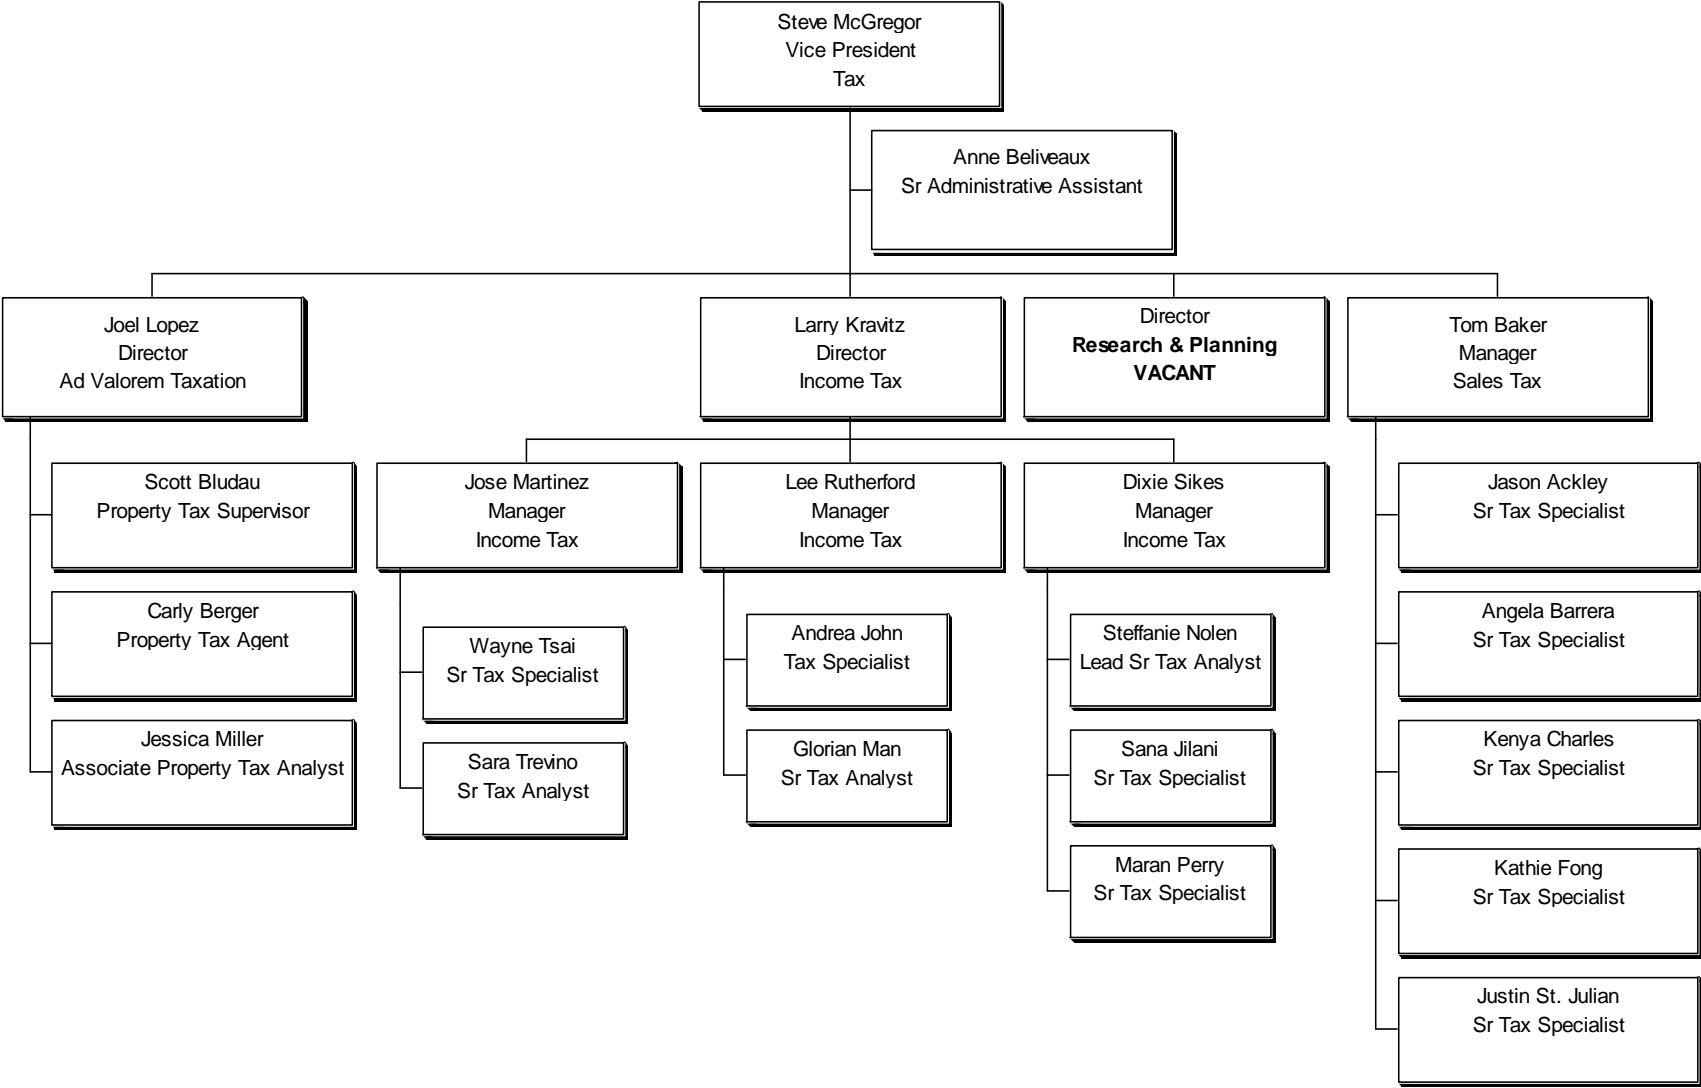 Steve McGregor
Vice President
Tax
Anne Beliveaux
Sr Administrative Assistant
Joel Lopez
Director
Ad Valorem Taxation
Larry Kravitz
Director
Income Tax
Director
Research & Planning
VACANT
Tom Baker
Manager
Sales Tax
Scott Bludau
Property Tax Supervisor
Carly Berger
Property Tax Agent
Jessica Miller
Associate Property Tax Analyst
Jose Martinez
Manager
Income Tax
Wayne Tsai
Sr Tax Specialist
Sara Trevino
Sr Tax Analyst
Lee Rutherford
Manager
Income Tax
Andrea John
Tax Specialist
Glorian Man
Sr Tax Analyst
Dixie Sikes
Manager
Income Tax
Steffanie Nolen
Lead Sr Tax Analyst
Sana Jilani
Sr Tax Specialist
Maran Perry
Sr Tax Specialist
Jason Ackley
Sr Tax Specialist
Angela Barrera
Sr Tax Specialist
Kenya Charles
Sr Tax Specialist
Kathie Fong
Sr Tax Specialist
Justin St. Julian
Sr Tax Specialist